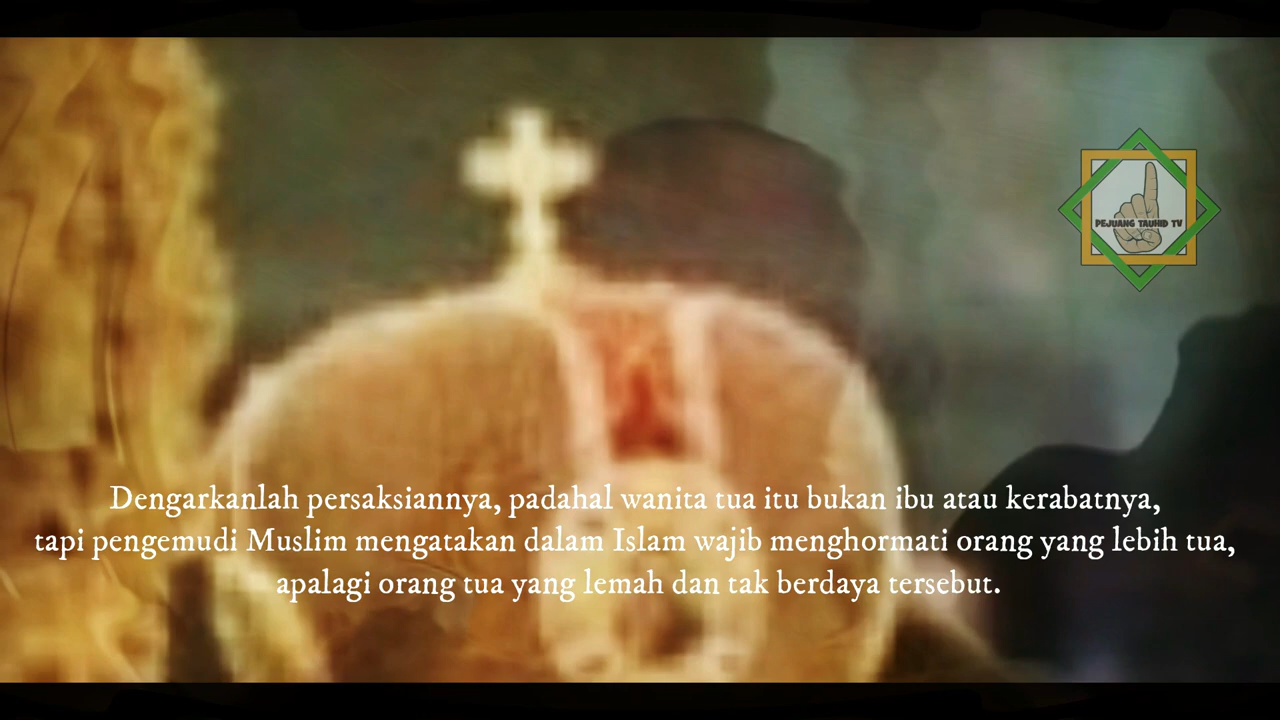 PEJUANG TAUHID TV
Dengarkanlah persaksiannya, padahal wanita tua itu bukan ibu atau kerabatnya,
tapi pengemudi Muslim mengatakan dalam Islam wajib menghormati orang yang lebih tua,
apalagi orang tua yang lemah dan tak berdaya tersebut.